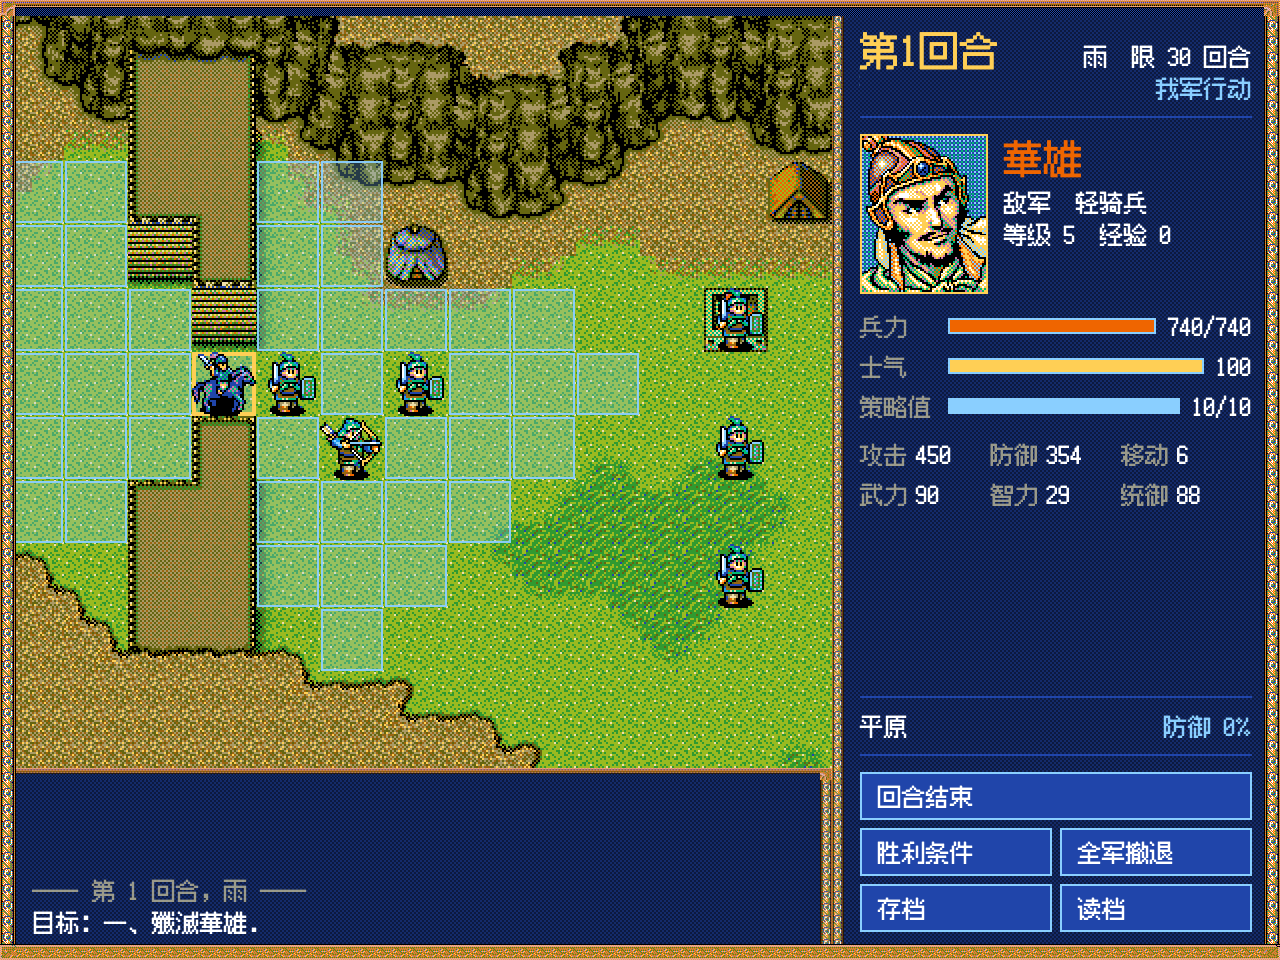 第1回合
雨 限 30 回合
我军行动
華雄
敌军 轻骑兵
等级 5 经验 0
兵力 740/740
士气 100
策略值 10/10
攻击 450 防御 354 移动 6
武力 90 智力 29 统御 88
平原 防御 0%
回合结束
胜利条件 全军撤退
存档 读档
—— 第 1 回合，雨 ——
目标：一、殲滅華雄．